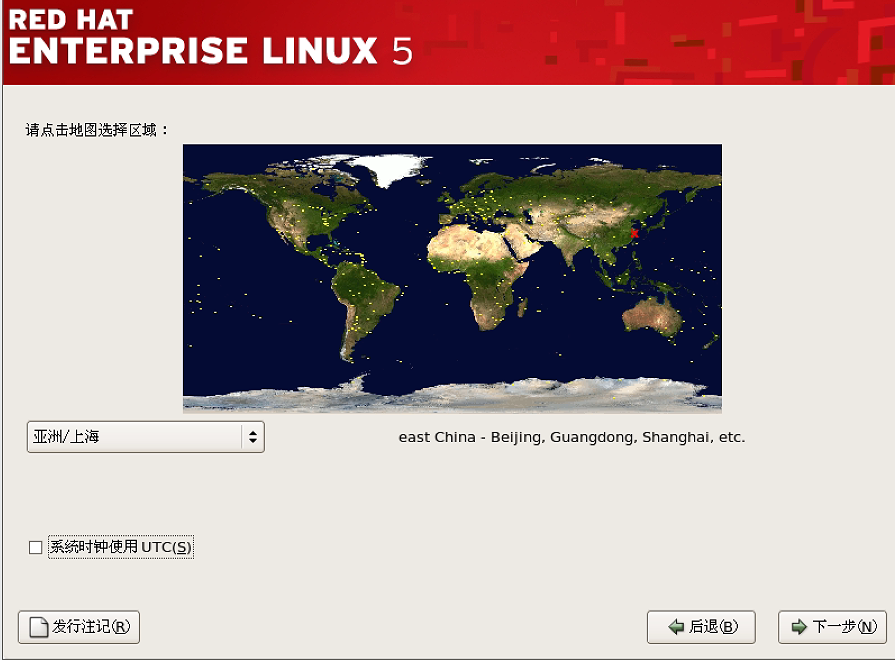 RED HAT
ENTERPRISE LINUX 5
请点击地图选择区域：
亚洲/上海
east China - Beijing, Guangdong, Shanghai, etc.
系统时钟使用 UTC(S)
发行注记(R)
后退(B)
下一步(N)